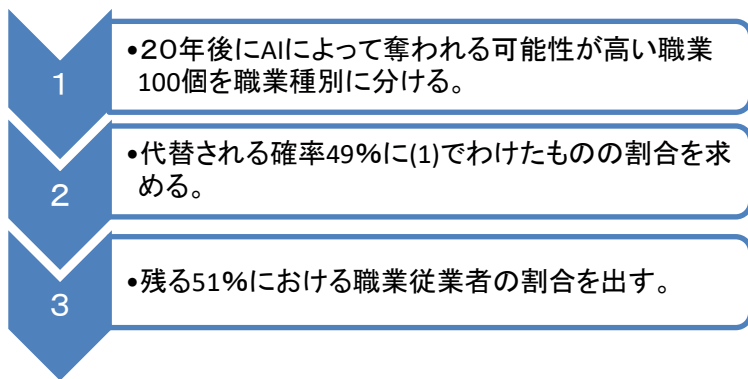 1
•２０年後にAIによって奪われる可能性が高い職業
100個を職業種別に分ける。
2
•代替される確率49％に(1)でわけたものの割合を求
める。
3
•残る51％における職業従業者の割合を出す。